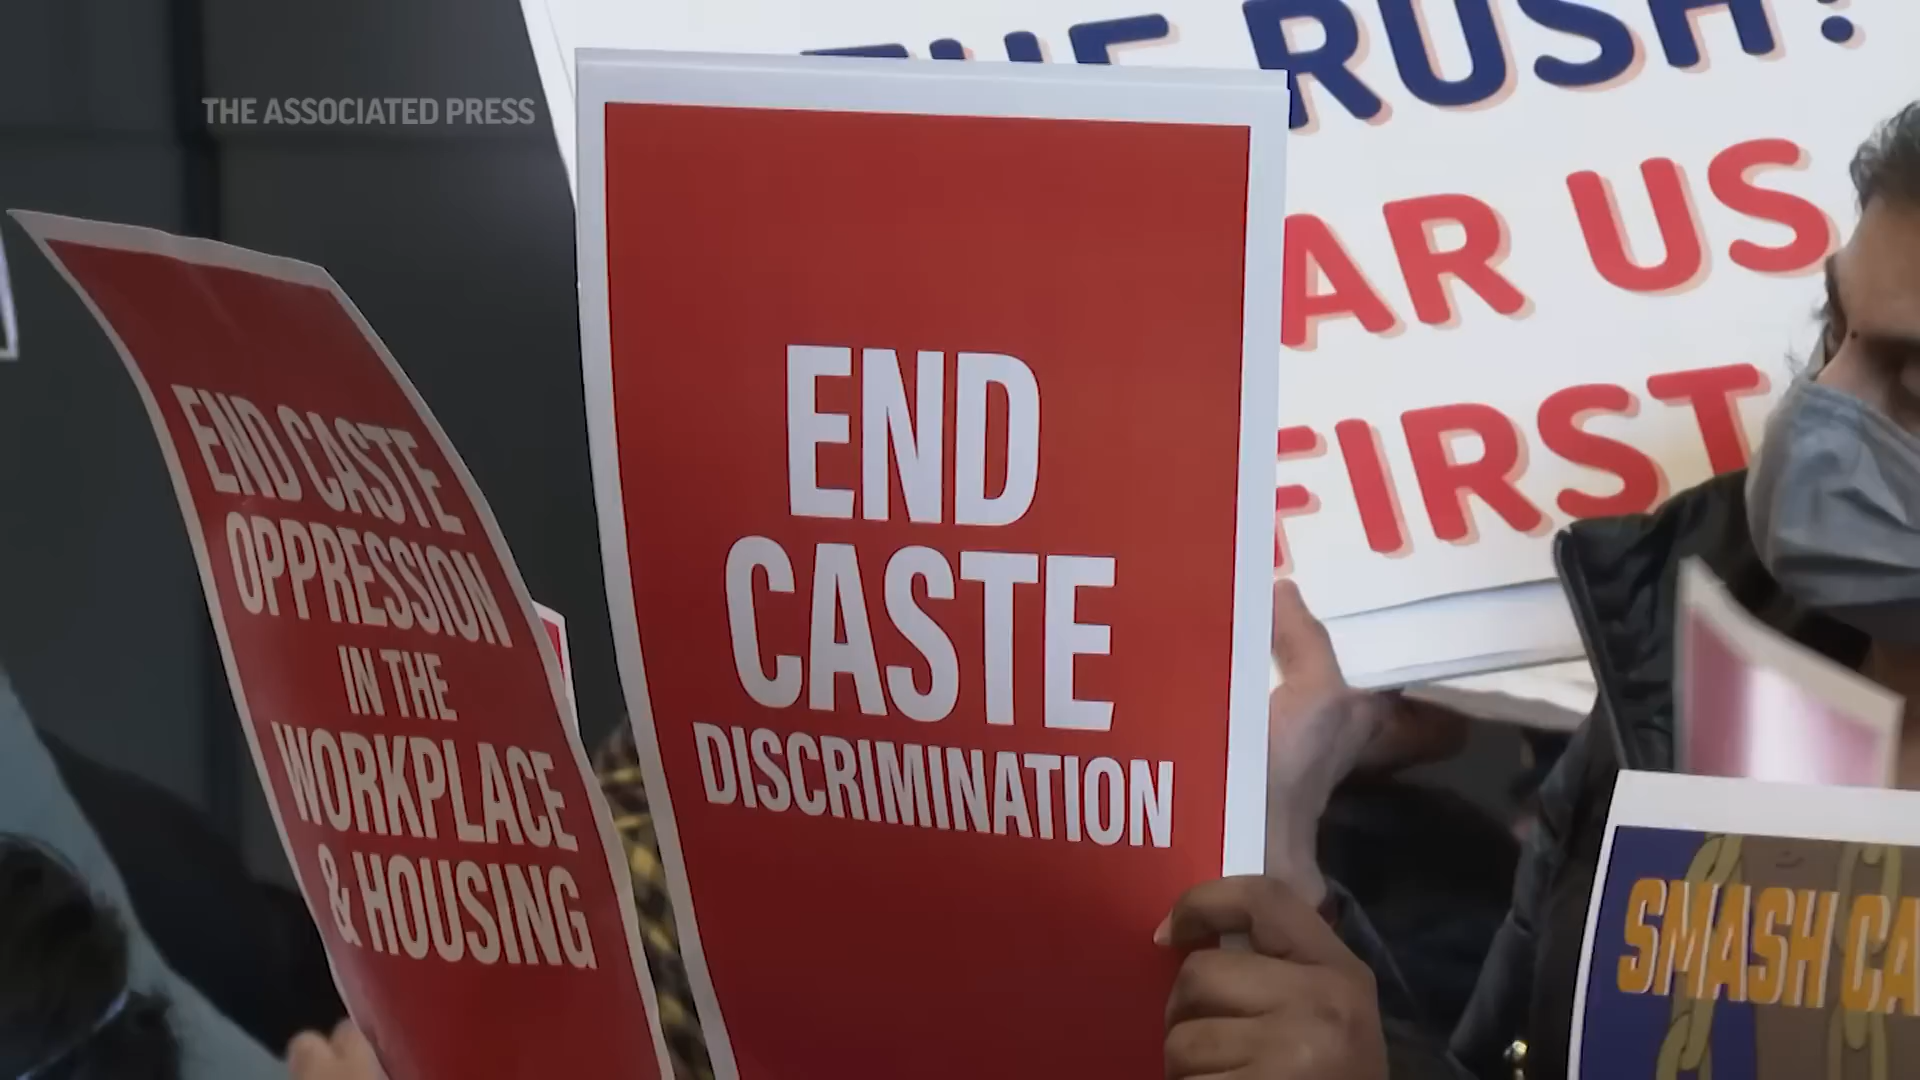 THE ASSOCIATED PRESS
THE RUSH?
AR US
FIRST
END
CASTE
DISCRIMINATION
END CASTE
OPPRESSION
IN THE
WORKPLACE
& HOUSING
SMASH CA